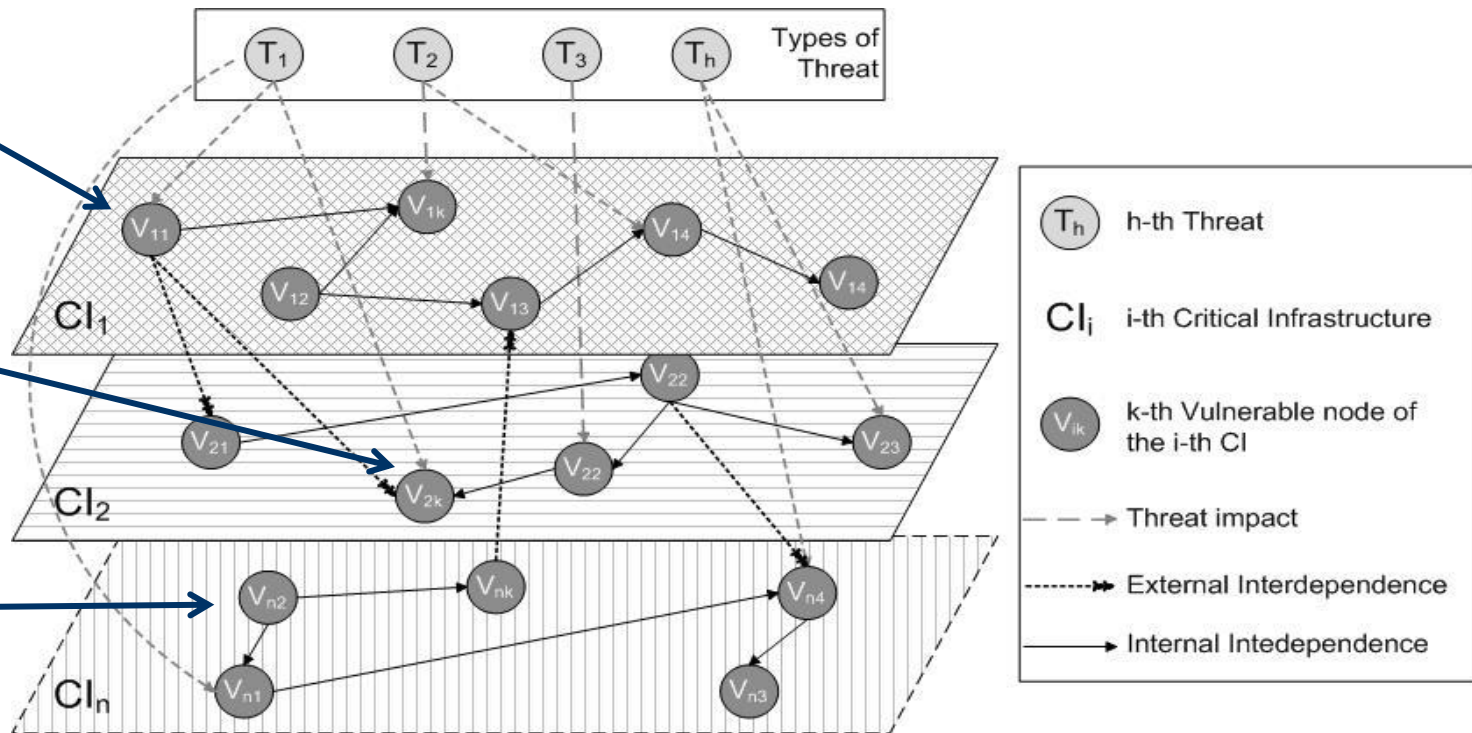 T1 T2 T3 Th Types of
Threat
V11 V1k V14
V12 V13 V14
CI1
V22
V21 V22 V23
V2k
CI2
Vn2 Vnk Vn4
Vn1 Vn3
CIn
Th h-th Threat
CIi i-th Critical Infrastructure
Vik k-th Vulnerable node of
the i-th CI
Threat impact
External Interdependence
Internal Intedependence